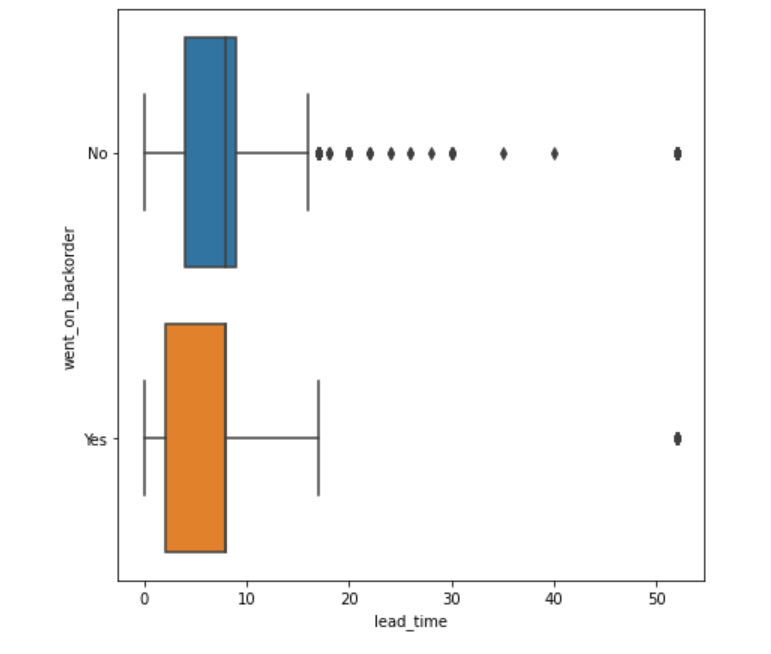 No
went_on_backorder
Yes
0 10 20 30 40 50
lead_time